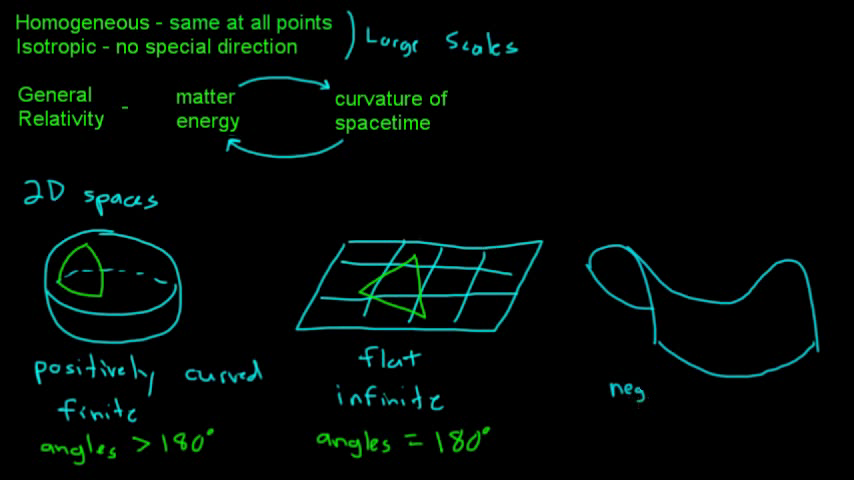 Homogeneous - same at all points
Isotropic - no special direction
Large Scales
General Relativity - matter energy curvature of spacetime
2D spaces
positively curved
finite
angles > 180°
flat
infinite
angles = 180°
neg